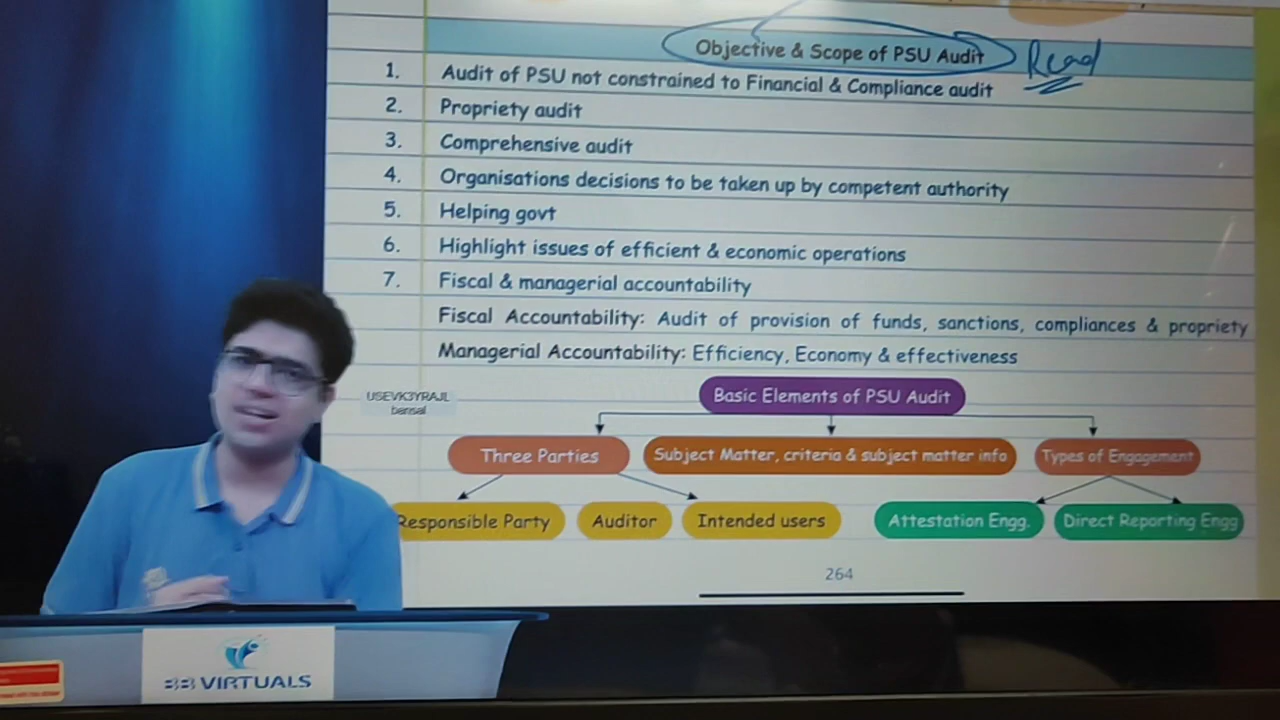 Objective & Scope of PSU Audit Read
1. Audit of PSU not constrained to Financial & Compliance audit
2. Propriety audit
3. Comprehensive audit
4. Organisations decisions to be taken up by competent authority
5. Helping govt
6. Highlight issues of efficient & economic operations
7. Fiscal & managerial accountability
Fiscal Accountability: Audit of provision of funds, sanctions, compliances & propriety
Managerial Accountability: Efficiency, Economy & effectiveness
USEVK3YRAJL
bansal
Basic Elements of PSU Audit
Three Parties Subject Matter, criteria & subject matter info Types of Engagement
Responsible Party Auditor Intended users Attestation Engg. Direct Reporting Engg
264
VIRTUALS